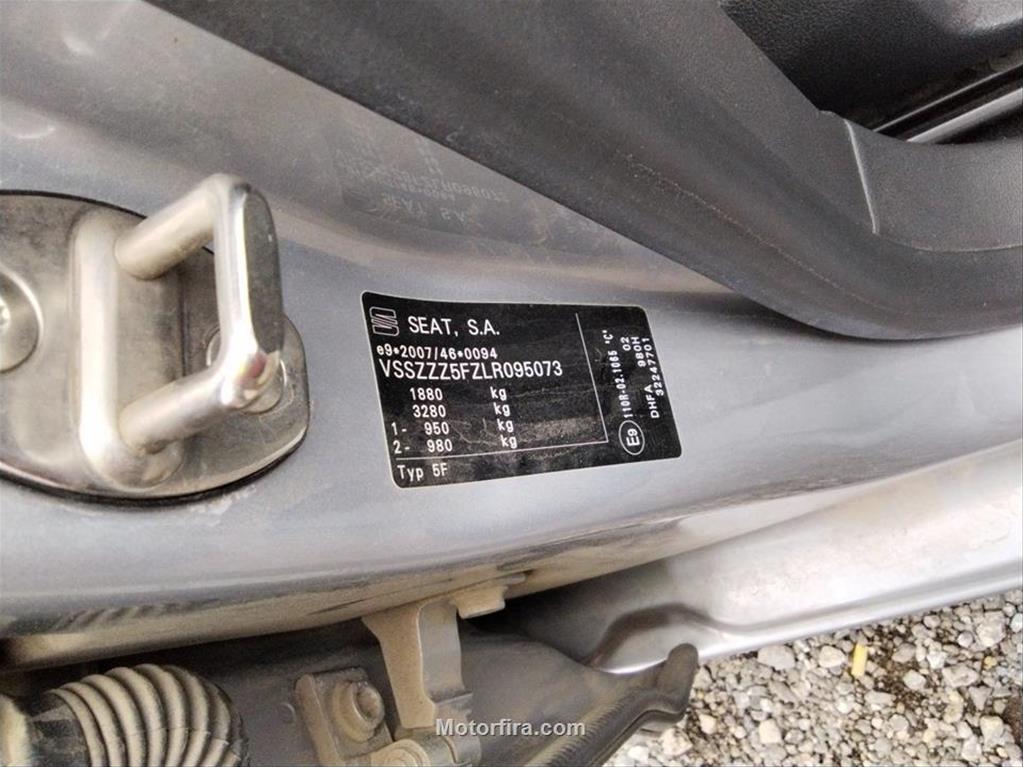 SEAT, S.A.
e9*2007/46*0094
VSSZZZ5FZLR095073
1880 kg
3280 kg
1- 950 kg
2- 980 kg
Typ 5F
E9 110R-02.1065 "C"
02
DHFA 980H
32247701
Motorfira.com